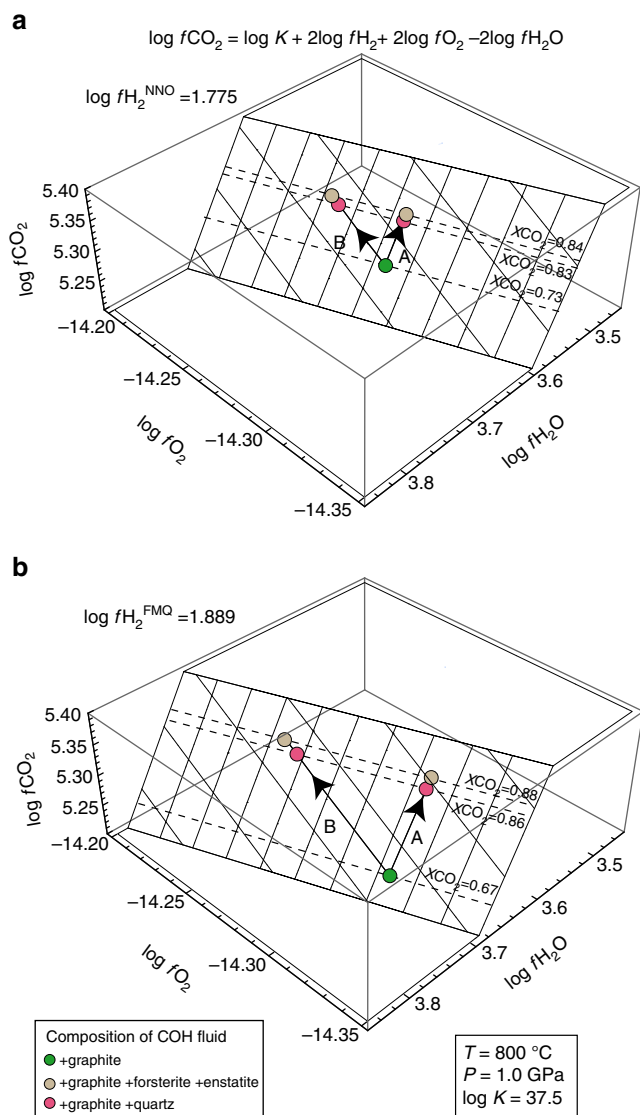 a
log fCO₂ = log K + 2log fH₂+ 2log fO₂ –2log fH₂O
log fH₂ᴺᴺᴼ =1.775
5.40
5.35
5.30
5.25
log fCO₂
–14.20
–14.25
–14.30
–14.35
log fO₂
3.5
3.6
3.7
3.8
log fH₂O
B
A
XCO₂=0.84
XCO₂=0.83
XCO₂=0.73
b
log fH₂^FMQ =1.889
5.40
5.35
5.30
5.25
log fCO₂
–14.20
–14.25
–14.30
–14.35
log fO₂
3.5
3.6
3.7
3.8
log fH₂O
B
A
XCO₂=0.88
XCO₂=0.86
XCO₂=0.67
Composition of COH fluid
+graphite
+graphite +forsterite +enstatite
+graphite +quartz
T = 800 °C
P = 1.0 GPa
log K = 37.5